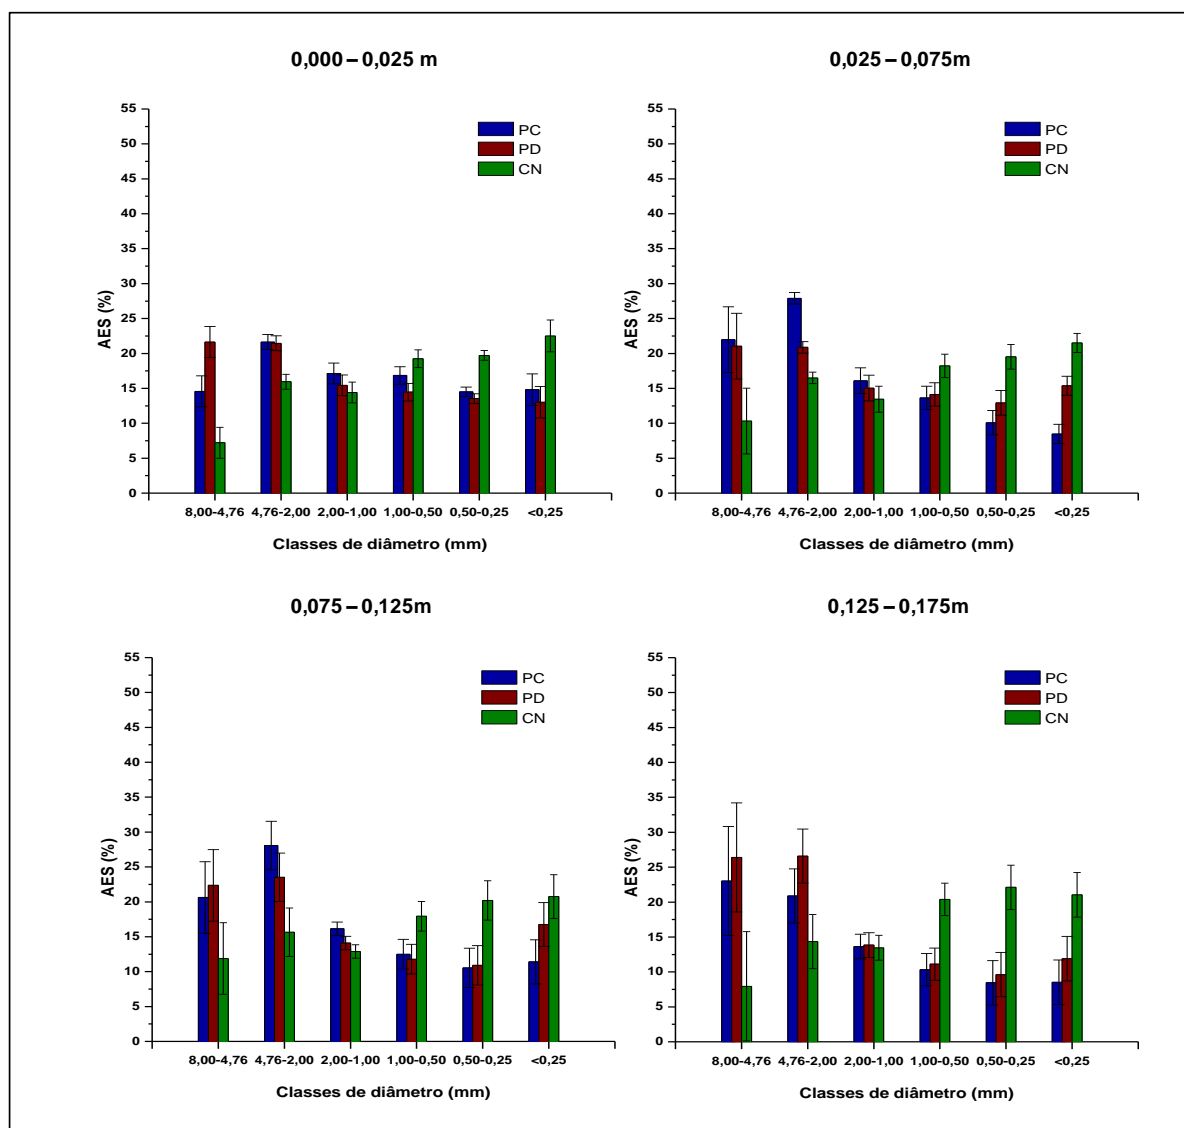 0,000 – 0,025 m
55
50
45
40
35
30
25
20
15
10
5
0
AES (%)
PC
PD
CN
8,00-4,76 4,76-2,00 2,00-1,00 1,00-0,50 0,50-0,25 <0,25
Classes de diâmetro (mm)
0,025 – 0,075m
55
50
45
40
35
30
25
20
15
10
5
0
AES (%)
PC
PD
CN
8,00-4,76 4,76-2,00 2,00-1,00 1,00-0,50 0,50-0,25 <0,25
Classes de diâmetro (mm)
0,075 – 0,125m
55
50
45
40
35
30
25
20
15
10
5
0
AES (%)
PC
PD
CN
8,00-4,76 4,76-2,00 2,00-1,00 1,00-0,50 0,50-0,25 <0,25
Classes de diâmetro (mm)
0,125 – 0,175m
55
50
45
40
35
30
25
20
15
10
5
0
AES (%)
PC
PD
CN
8,00-4,76 4,76-2,00 2,00-1,00 1,00-0,50 0,50-0,25 <0,25
Classes de diâmetro (mm)